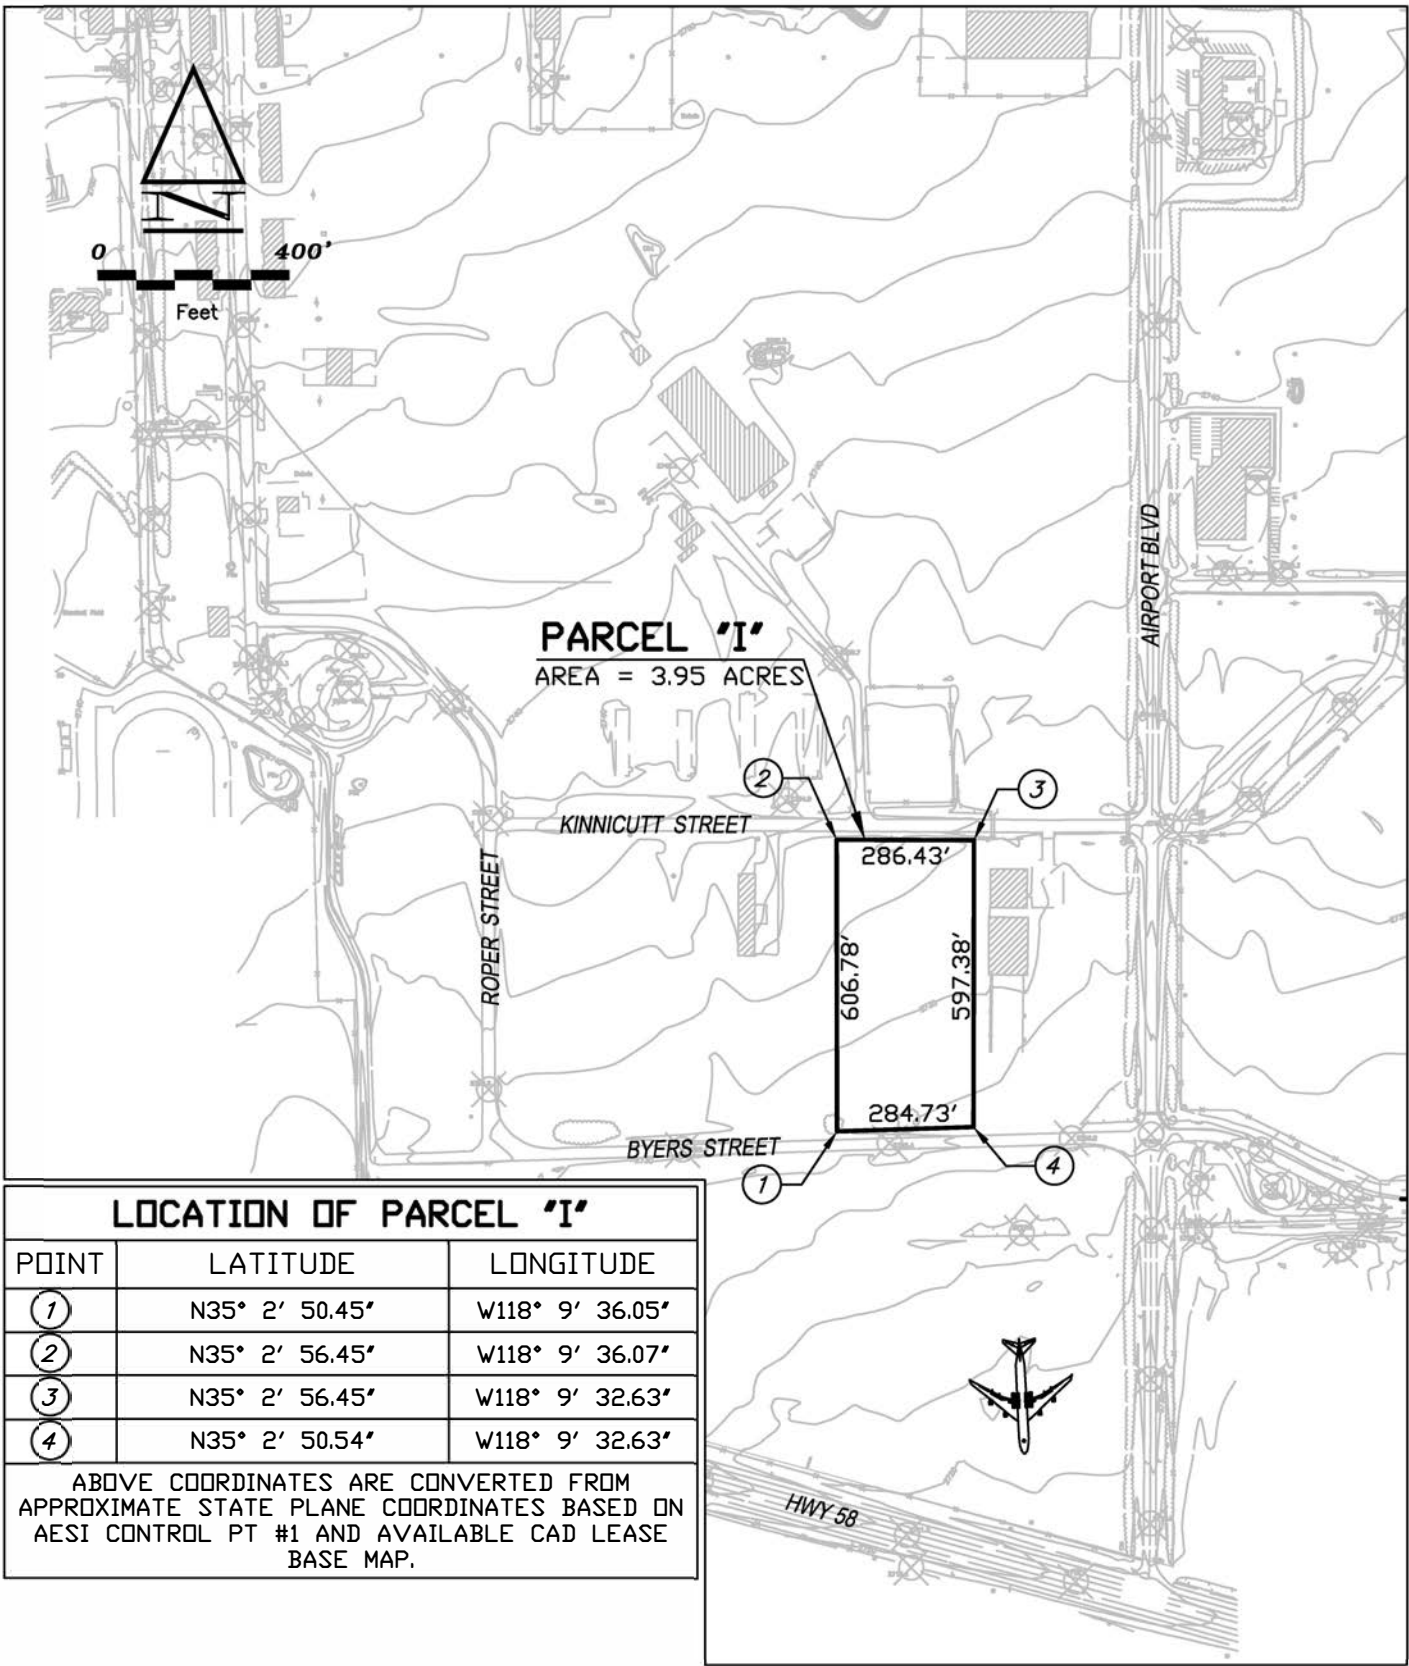 N
0 400'
Feet
AIRPORT BLVD
PARCEL "I"
AREA = 3.95 ACRES
2
3
KINNICUTT STREET
286.43'
ROPER STREET
606.78'
597.38'
284.73'
BYERS STREET
1
4
LOCATION OF PARCEL "I"
POINT LATITUDE LONGITUDE
1 N35° 2' 50.45" W118° 9' 36.05"
2 N35° 2' 56.45" W118° 9' 36.07"
3 N35° 2' 56.45" W118° 9' 32.63"
4 N35° 2' 50.54" W118° 9' 32.63"
ABOVE COORDINATES ARE CONVERTED FROM
APPROXIMATE STATE PLANE COORDINATES BASED ON
AESI CONTROL PT #1 AND AVAILABLE CAD LEASE
BASE MAP.
HWY 58